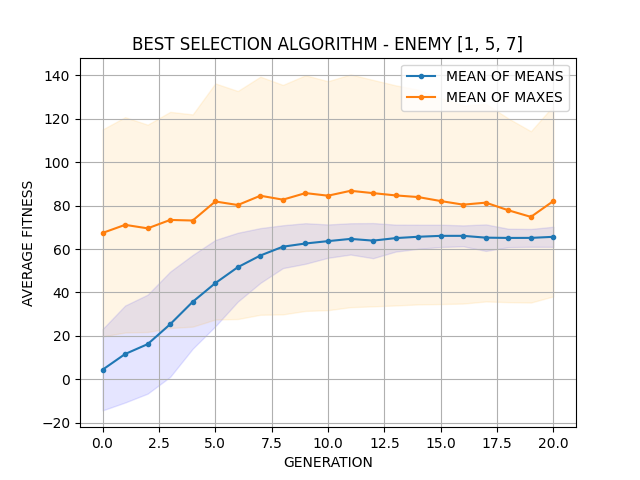 BEST SELECTION ALGORITHM - ENEMY [1, 5, 7]
MEAN OF MEANS
MEAN OF MAXES
AVERAGE FITNESS
140
120
100
80
60
40
20
0
−20
0.0 2.5 5.0 7.5 10.0 12.5 15.0 17.5 20.0
GENERATION